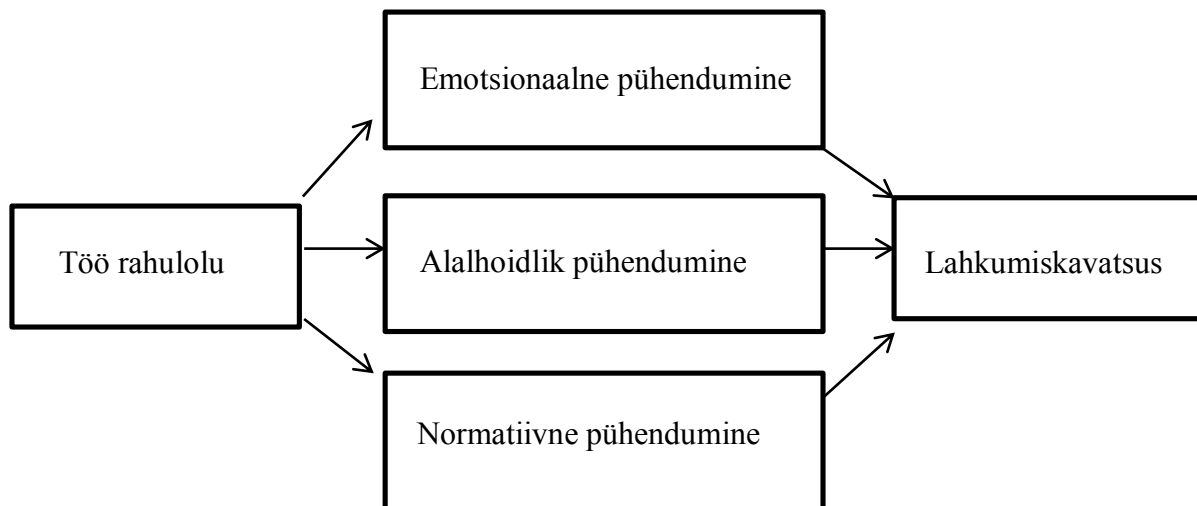 Emotsionaalne pühendumine
Töö rahulolu
Alalhoidlik pühendumine
Lahkumiskavatsus
Normatiivne pühendumine